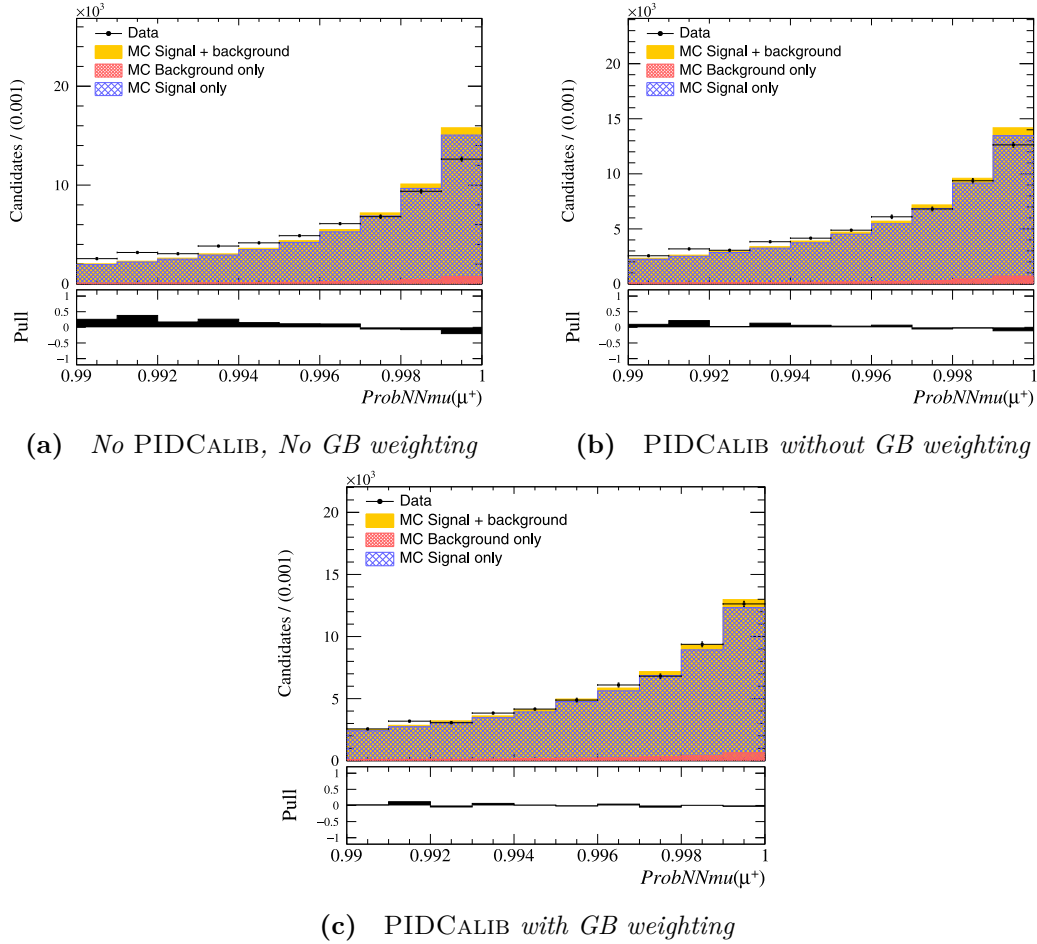 ×10³
Data
MC Signal + background
MC Background only
MC Signal only
Candidates / (0.001)
20
10
0
Pull
1
0.5
0
−0.5
−1
0.99 0.992 0.994 0.996 0.998 1
ProbNNmu(μ⁺)
(a) No PIDCALIB, No GB weighting
×10³
Data
MC Signal + background
MC Background only
MC Signal only
Candidates / (0.001)
20
15
10
5
0
Pull
1
0.5
0
−0.5
−1
0.99 0.992 0.994 0.996 0.998 1
ProbNNmu(μ⁺)
(b) PIDCALIB without GB weighting
×10³
Data
MC Signal + background
MC Background only
MC Signal only
Candidates / (0.001)
20
15
10
5
0
Pull
1
0.5
0
−0.5
−1
0.99 0.992 0.994 0.996 0.998 1
ProbNNmu(μ⁺)
(c) PIDCALIB with GB weighting